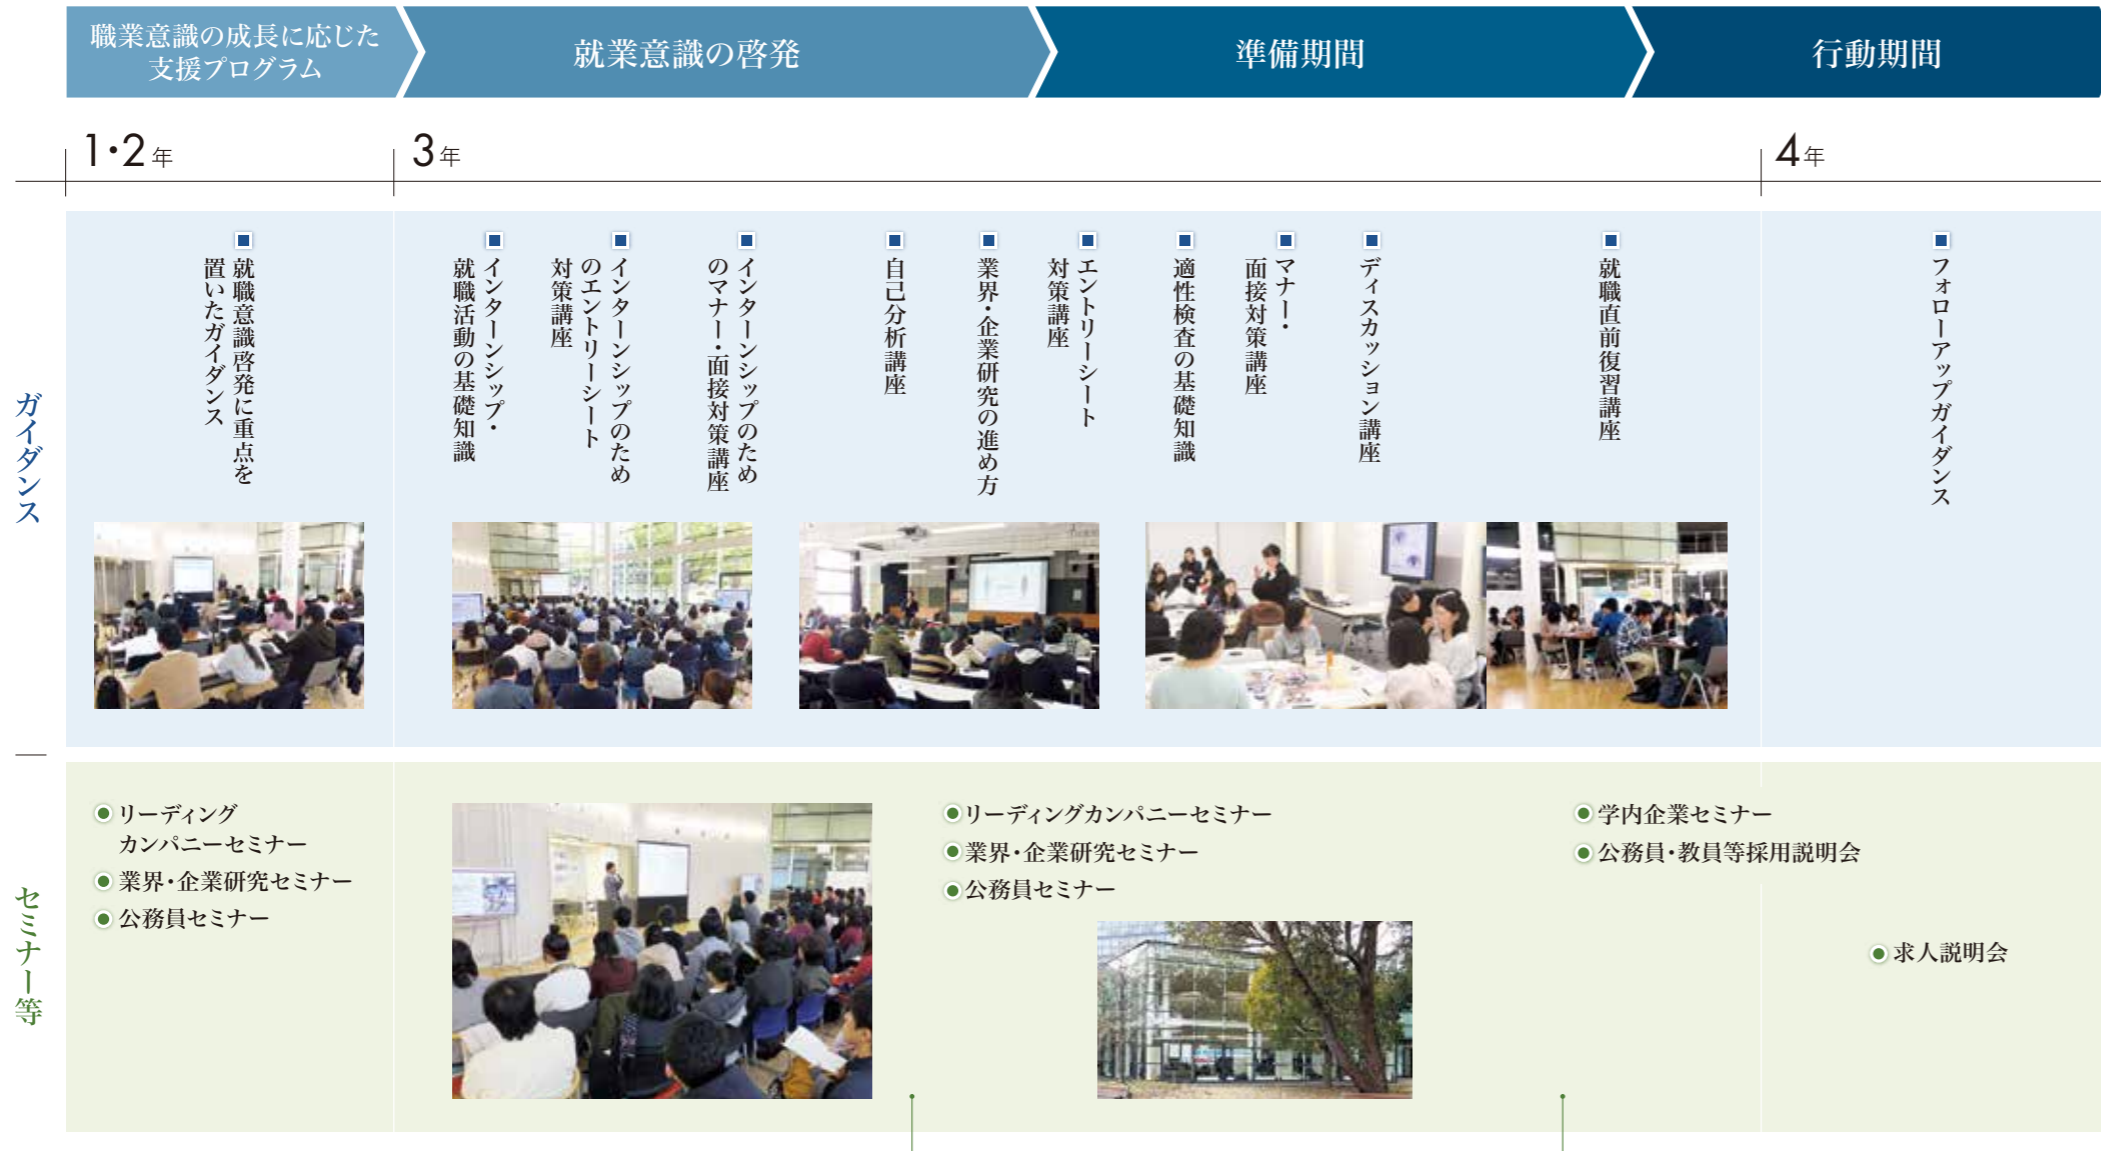 職業意識の成長に応じた
支援プログラム
就業意識の啓発
準備期間
行動期間
1・2年
3年
4年
ガイダンス
就職意識啓発に重点を
置いたガイダンス
インターンシップ・
就職活動の基礎知識
インターンシップのため
のエントリーシート
対策講座
インターンシップのため
のマナー・面接対策講座
自己分析講座
業界・企業研究の進め方
エントリーシート
対策講座
適性検査の基礎知識
マナー・
面接対策講座
ディスカッション講座
就職直前復習講座
フォローアップガイダンス
セミナー等
リーディング
カンパニーセミナー
業界・企業研究セミナー
公務員セミナー
リーディングカンパニーセミナー
業界・企業研究セミナー
公務員セミナー
学内企業セミナー
公務員・教員等採用説明会
求人説明会